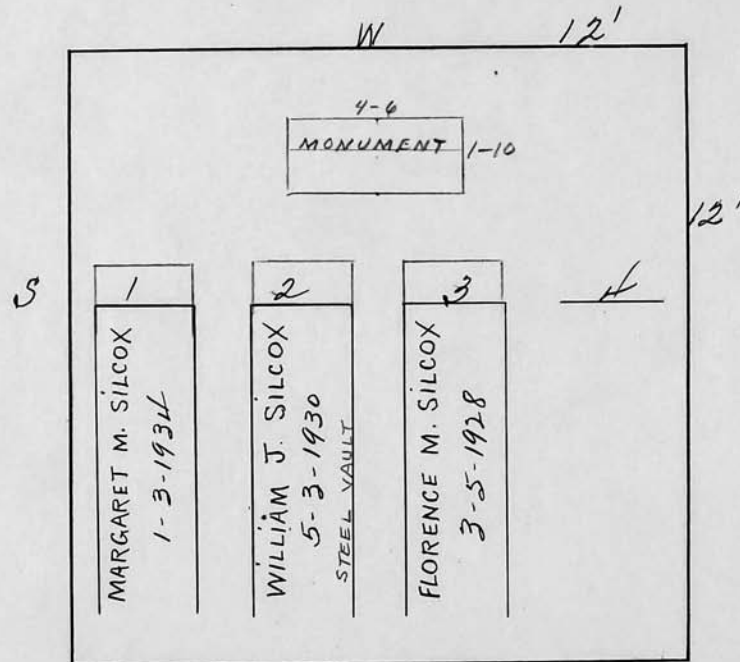 W 12'
4-6
MONUMENT 1-10
12'
S
1 2 3 4
MARGARET M. SILCOX
1-3-1934
WILLIAM J. SILCOX
5-3-1930
STEEL VAULT
FLORENCE M. SILCOX
3-5-1928